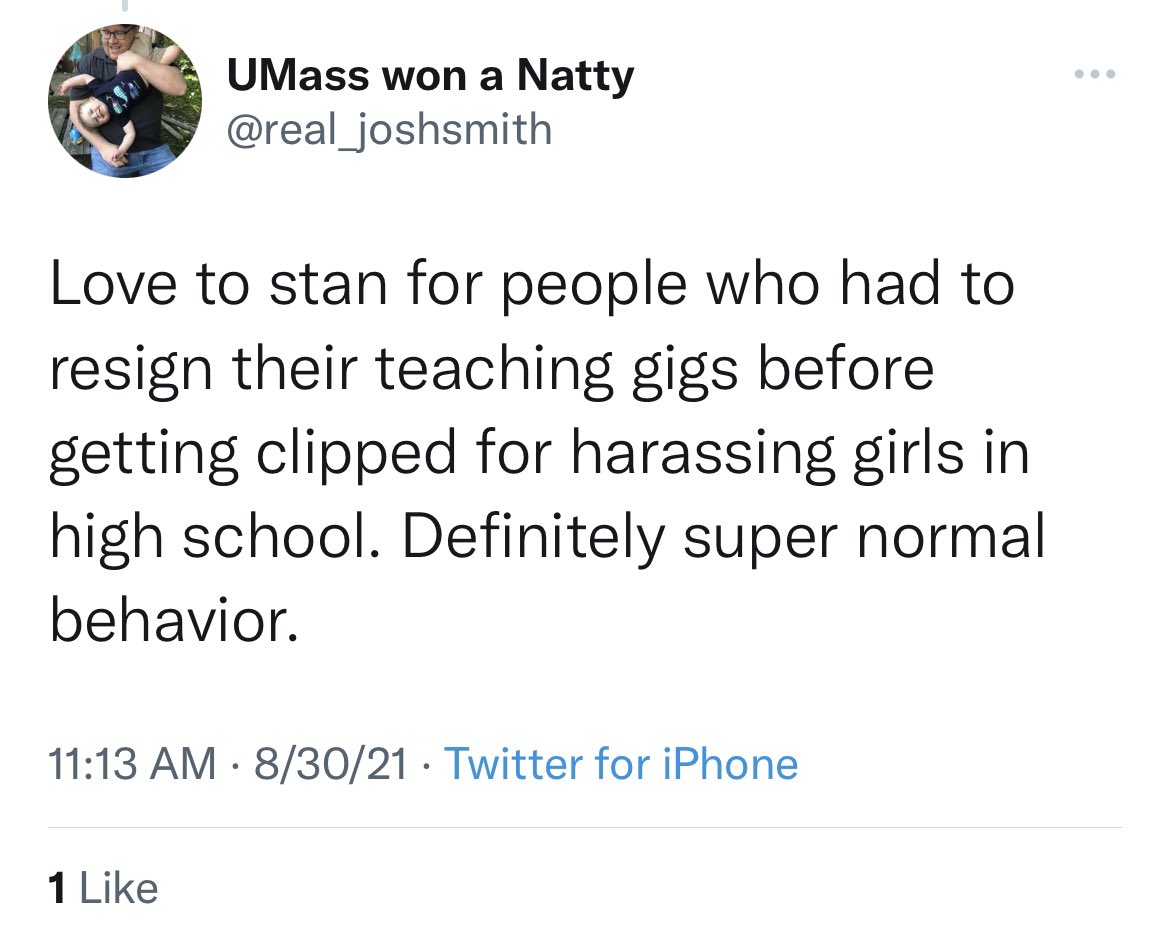 UMass won a Natty
@real_joshsmith
Love to stan for people who had to
resign their teaching gigs before
getting clipped for harassing girls in
high school. Definitely super normal
behavior.
11:13 AM · 8/30/21 · Twitter for iPhone
1 Like